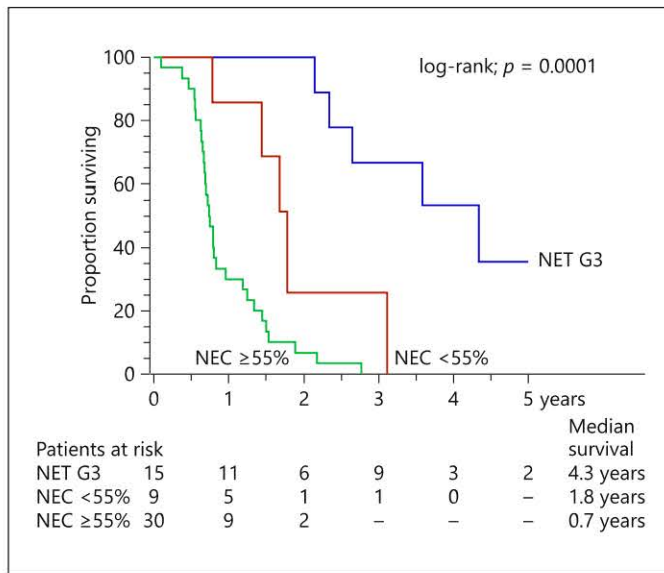 100
log-rank; p = 0.0001
80
60
40
20
0
Proportion surviving
NET G3
NEC ≥55%
NEC <55%
0 1 2 3 4 5 years
Patients at risk
Median survival
NET G3 15 11 6 9 3 2 4.3 years
NEC <55% 9 5 1 1 0 – 1.8 years
NEC ≥55% 30 9 2 – – – 0.7 years